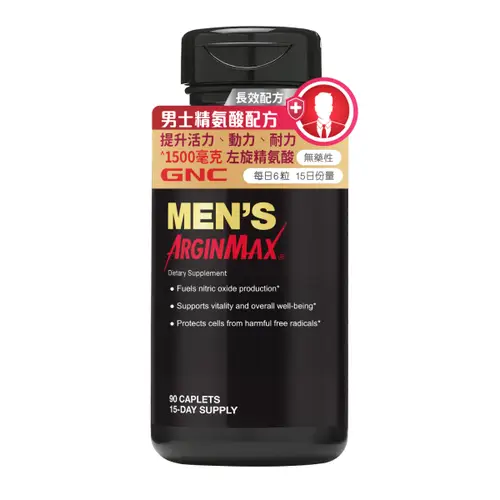 長效配方
男士精氨酸配方
提升活力、動力、耐力
^1500毫克 左旋精氨酸 無藥性
GNC 每日6粒 15日份量
MEN'S
ARGINMAX®
Dietary Supplement
• Fuels nitric oxide production*
• Supports vitality and overall well-being*
• Protects cells from harmful free radicals*
90 CAPLETS
15-DAY SUPPLY